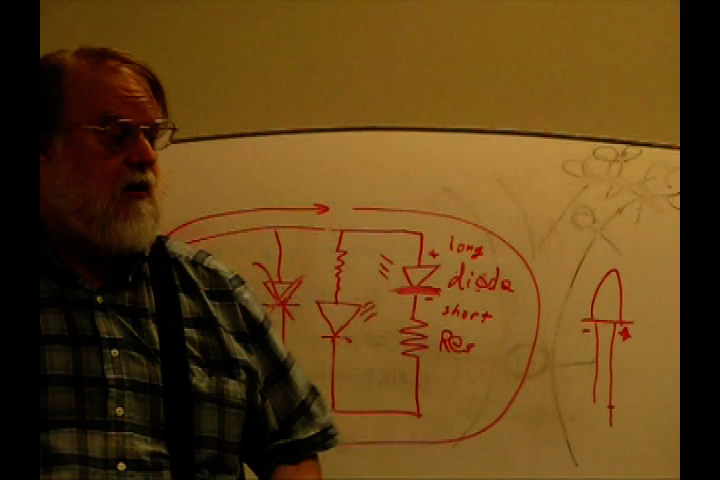 + long
diode
-
short
Res
- +